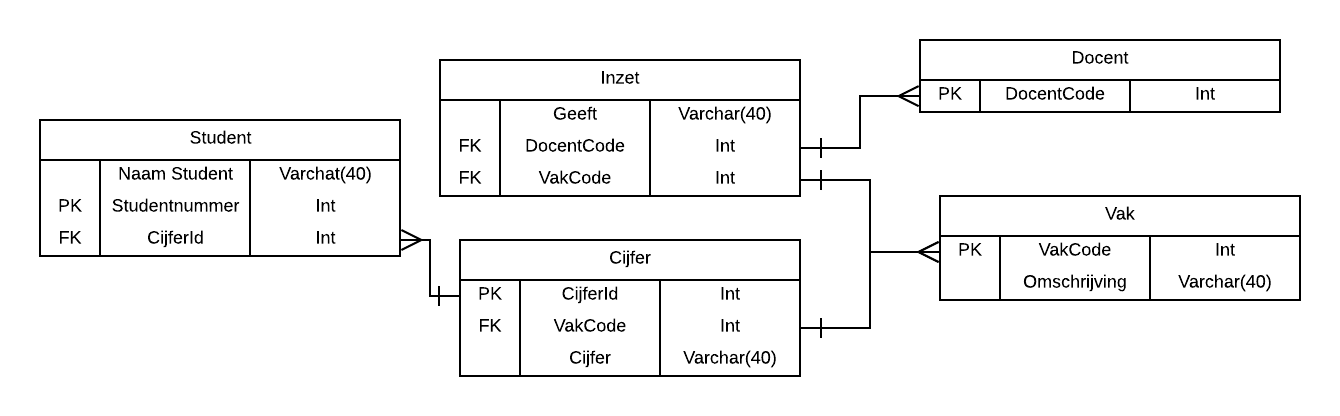 Student
Naam Student Varchat(40)
PK Studentnummer Int
FK CijferId Int
Inzet
Geeft Varchar(40)
FK DocentCode Int
FK VakCode Int
Cijfer
PK CijferId Int
FK VakCode Int
Cijfer Varchar(40)
Docent
PK DocentCode Int
Vak
PK VakCode Int
Omschrijving Varchar(40)